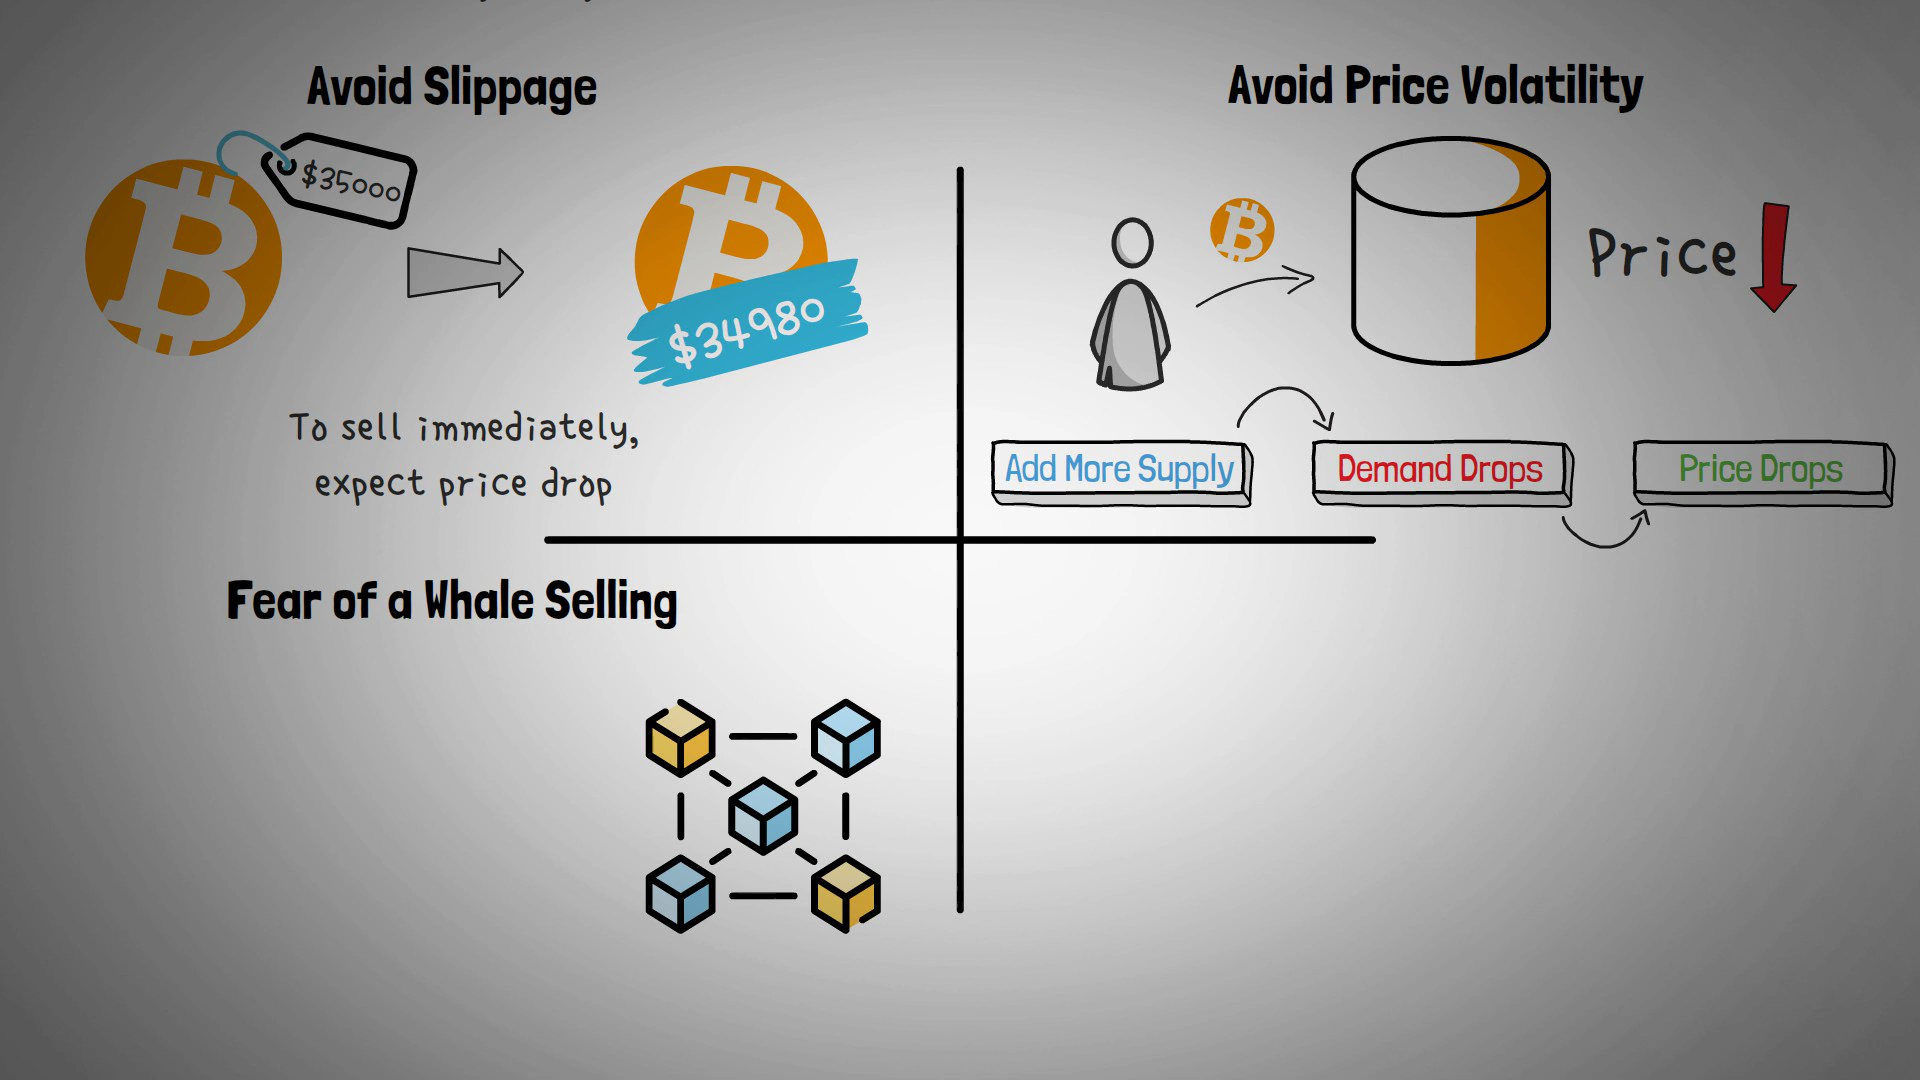 Avoid Slippage
$35000
$34980
To sell immediately,
expect price drop
Avoid Price Volatility
Price
Add More Supply
Demand Drops
Price Drops
Fear of a Whale Selling